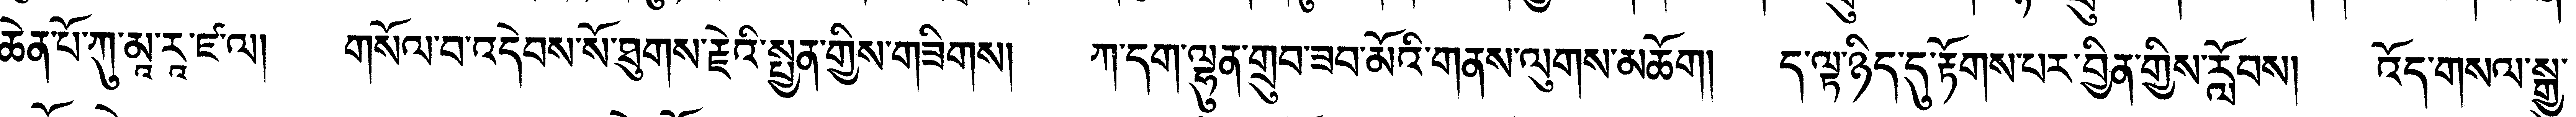 ཆེན་པོ་ཀུ་མཱ་རཱ་ཛ་ལ། གསོལ་བ་འདེབས་སོ་ཐུགས་རྗེའི་སྤྱན་གྱིས་གཟིགས། ཀ་དག་ལྷུན་གྲུབ་ཟབ་མོའི་གནས་ལུགས་མཆོག། ད་ལྟ་ཉིད་དུ་རྟོགས་པར་བྱིན་གྱིས་རློབས། འོད་གསལ་སྒྱུ་